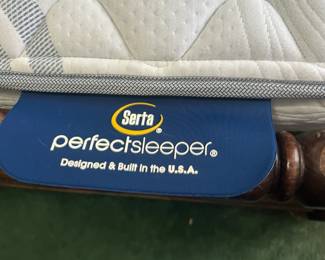 Serta®
perfectsleeper®
Designed & Built in the U.S.A.